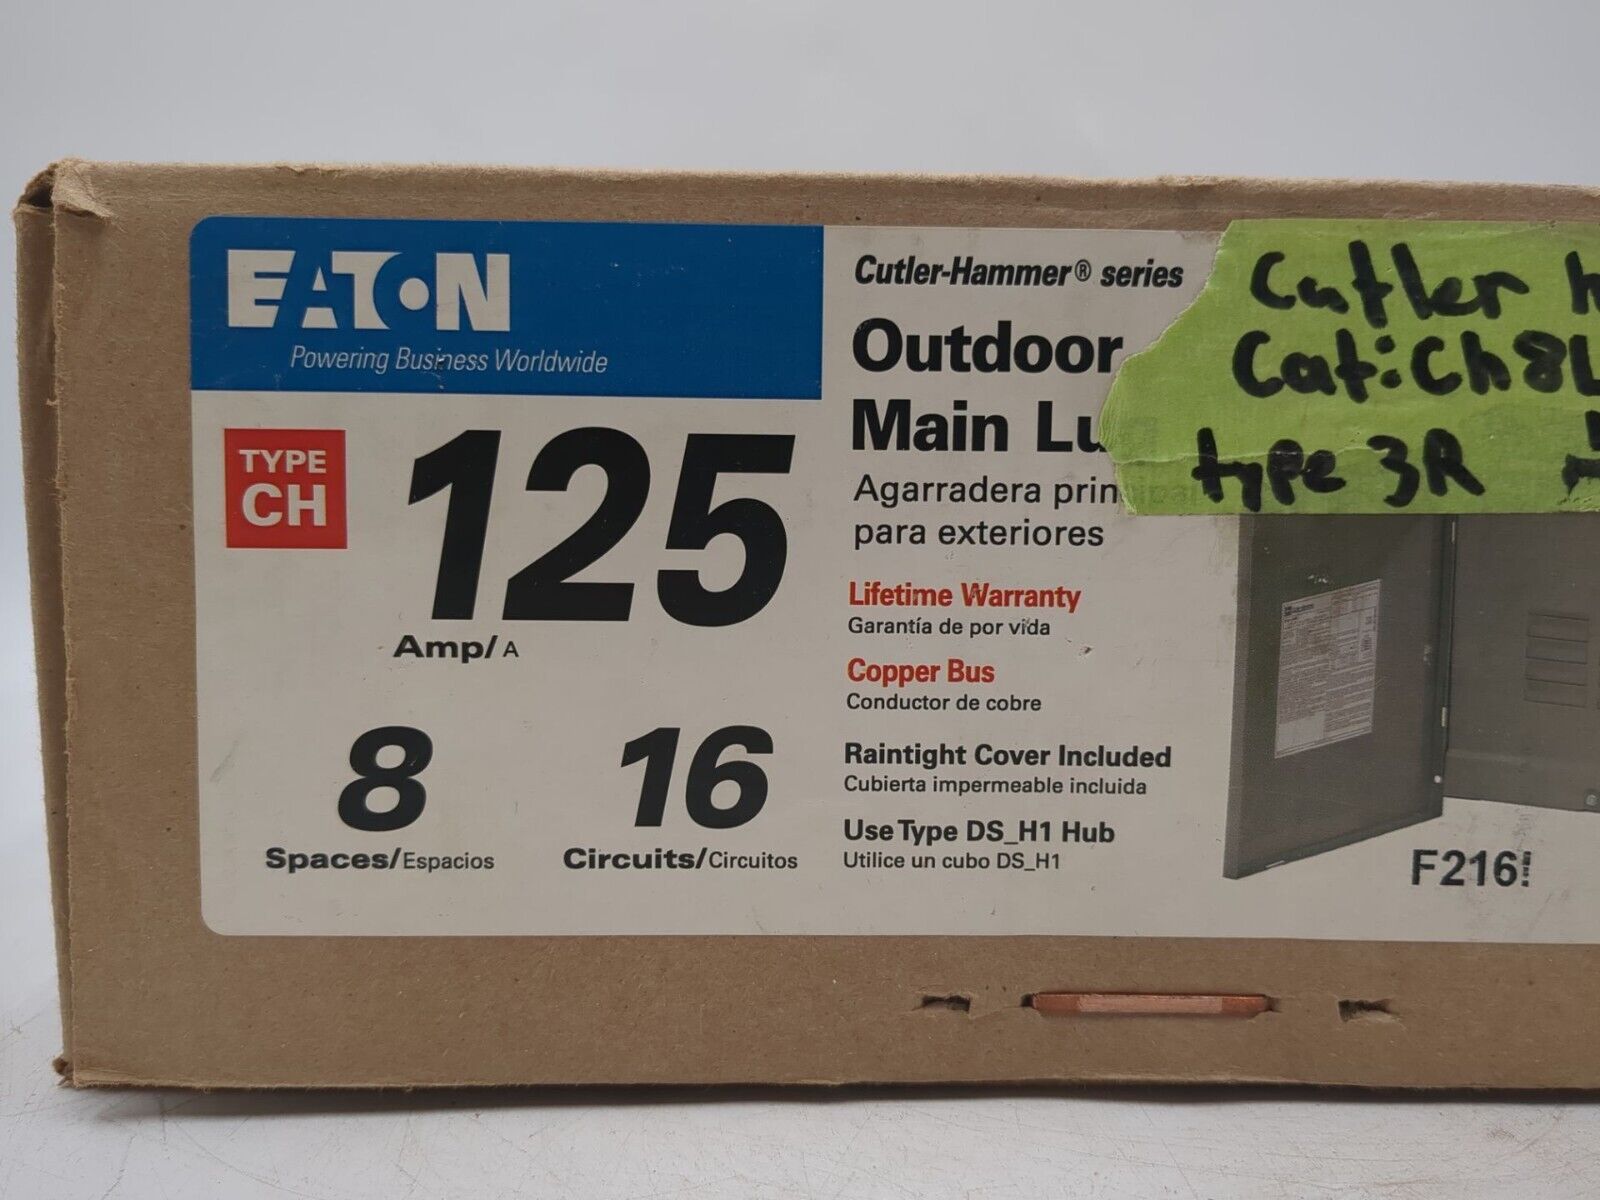 EATON
Powering Business Worldwide
TYPE
CH
125
Amp/A
8
Spaces/Espacios
16
Circuits/Circuitos
Cutler-Hammer® series
Outdoor
Main Lu
Agarradera principal
para exteriores
Lifetime Warranty
Garantía de por vida
Copper Bus
Conductor de cobre
Raintight Cover Included
Cubierta impermeable incluida
Use Type DS_H1 Hub
Utilice un cubo DS_H1
Cutler h
Cat:Ch8L
type 3R
F216